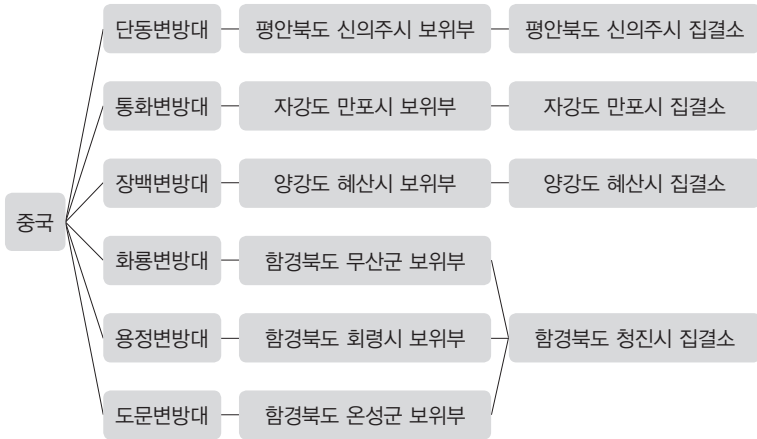 단동변방대 평안북도 신의주시 보위부 평안북도 신의주시 집결소
통화변방대 자강도 만포시 보위부 자강도 만포시 집결소
장백변방대 양강도 혜산시 보위부 양강도 혜산시 집결소
중국
화룡변방대 함경북도 무산군 보위부
용정변방대 함경북도 회령시 보위부 함경북도 청진시 집결소
도문변방대 함경북도 온성군 보위부